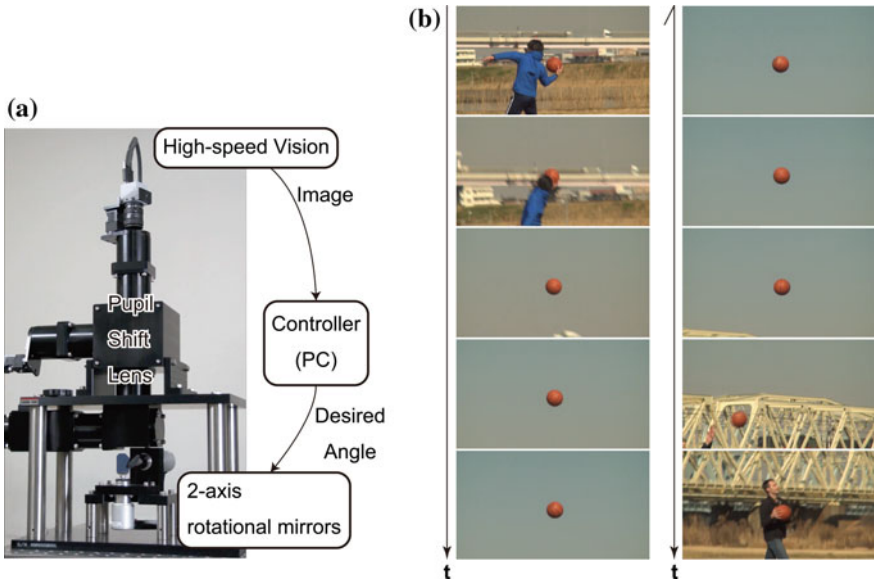 (a)
High-speed Vision
Image
Pupil
Shift
Lens
Controller
(PC)
Desired
Angle
2-axis
rotational mirrors
(b)
t
t